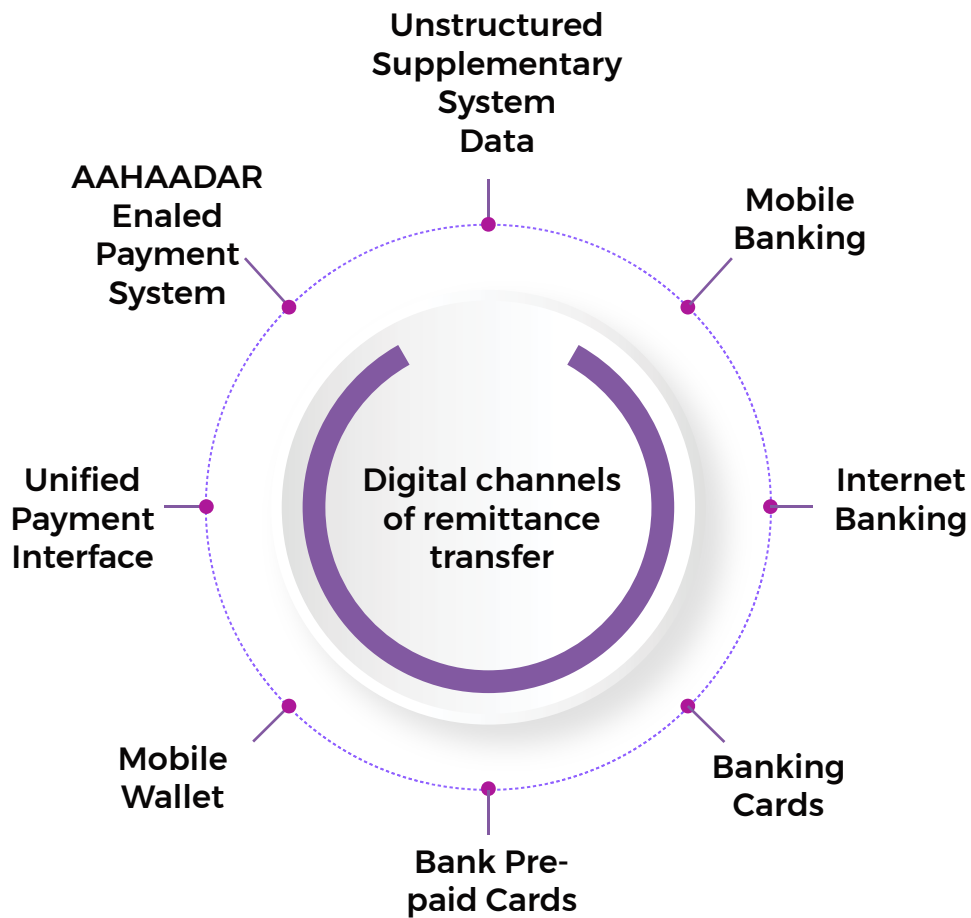 Unstructured
Supplementary
System
Data
Mobile
Banking
Internet
Banking
Banking
Cards
Bank Pre-
paid Cards
Mobile
Wallet
Unified
Payment
Interface
AAHAADAR
Enaled
Payment
System
Digital channels
of remittance
transfer